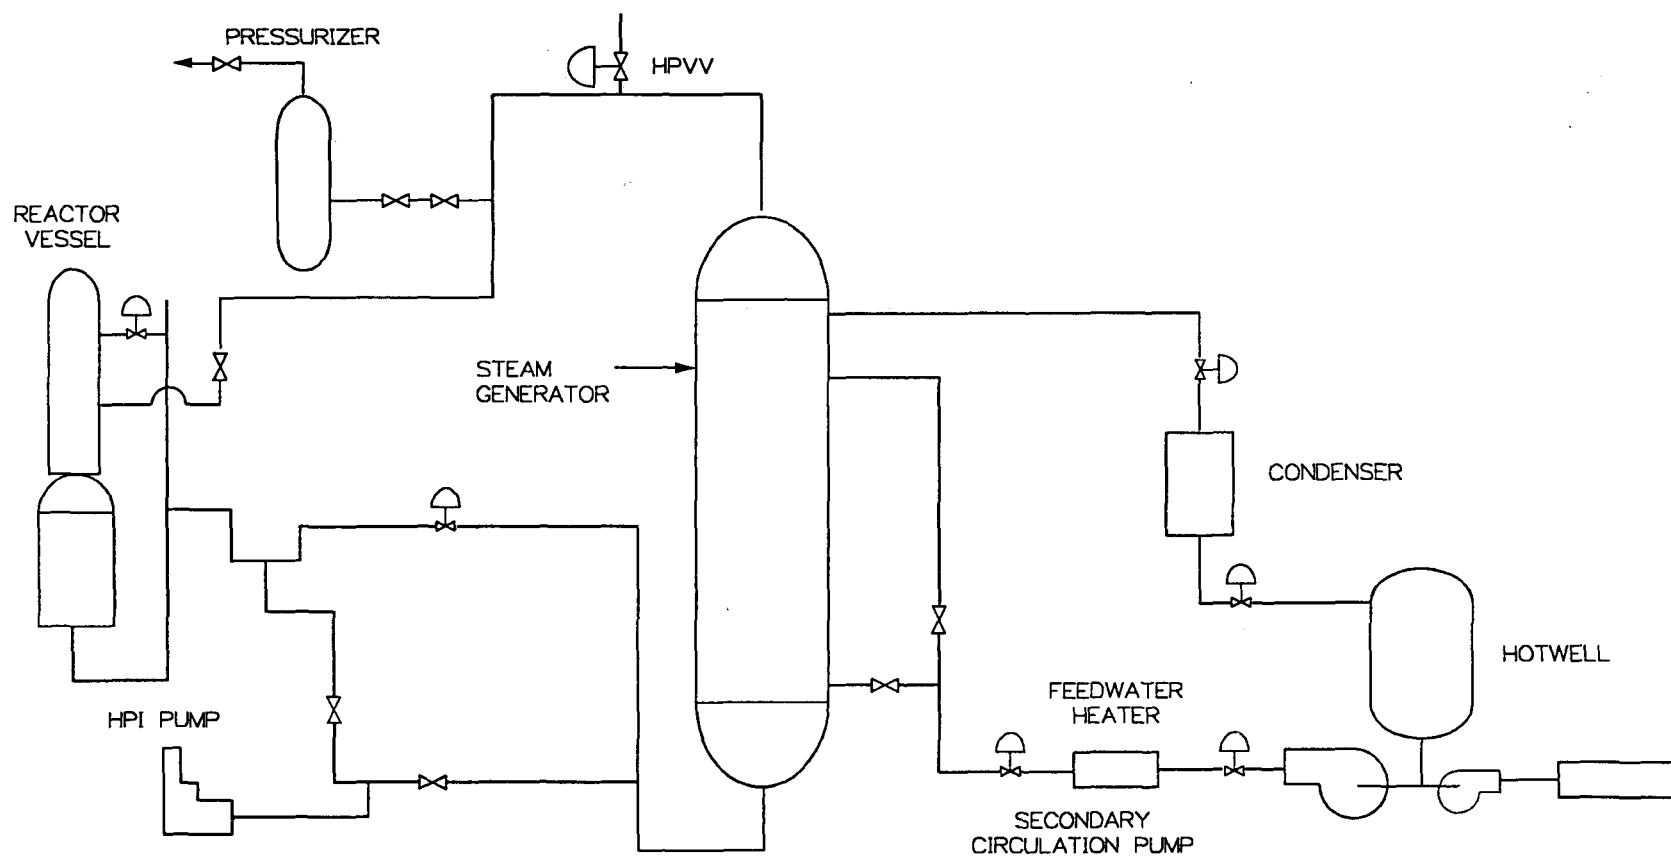 PRESSURIZER
HPVV
REACTOR
VESSEL
STEAM
GENERATOR
CONDENSER
HOTWELL
FEEDWATER
HEATER
HPI PUMP
SECONDARY
CIRCULATION PUMP